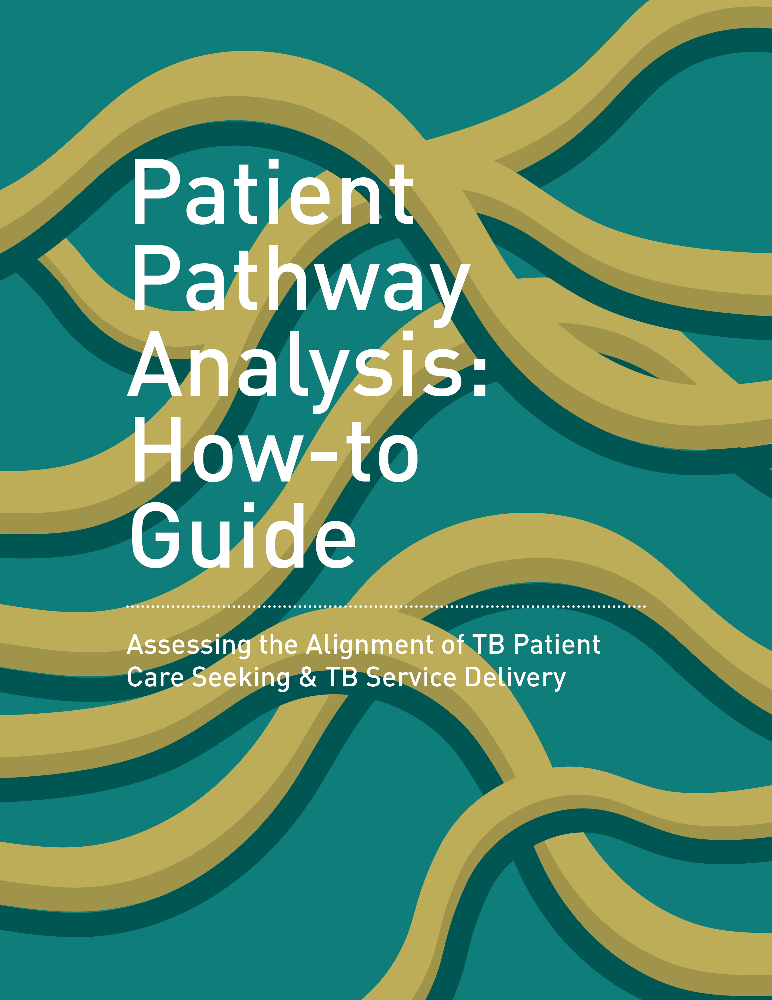 Patient
Pathway
Analysis:
How-to
Guide
Assessing the Alignment of TB Patient
Care Seeking & TB Service Delivery